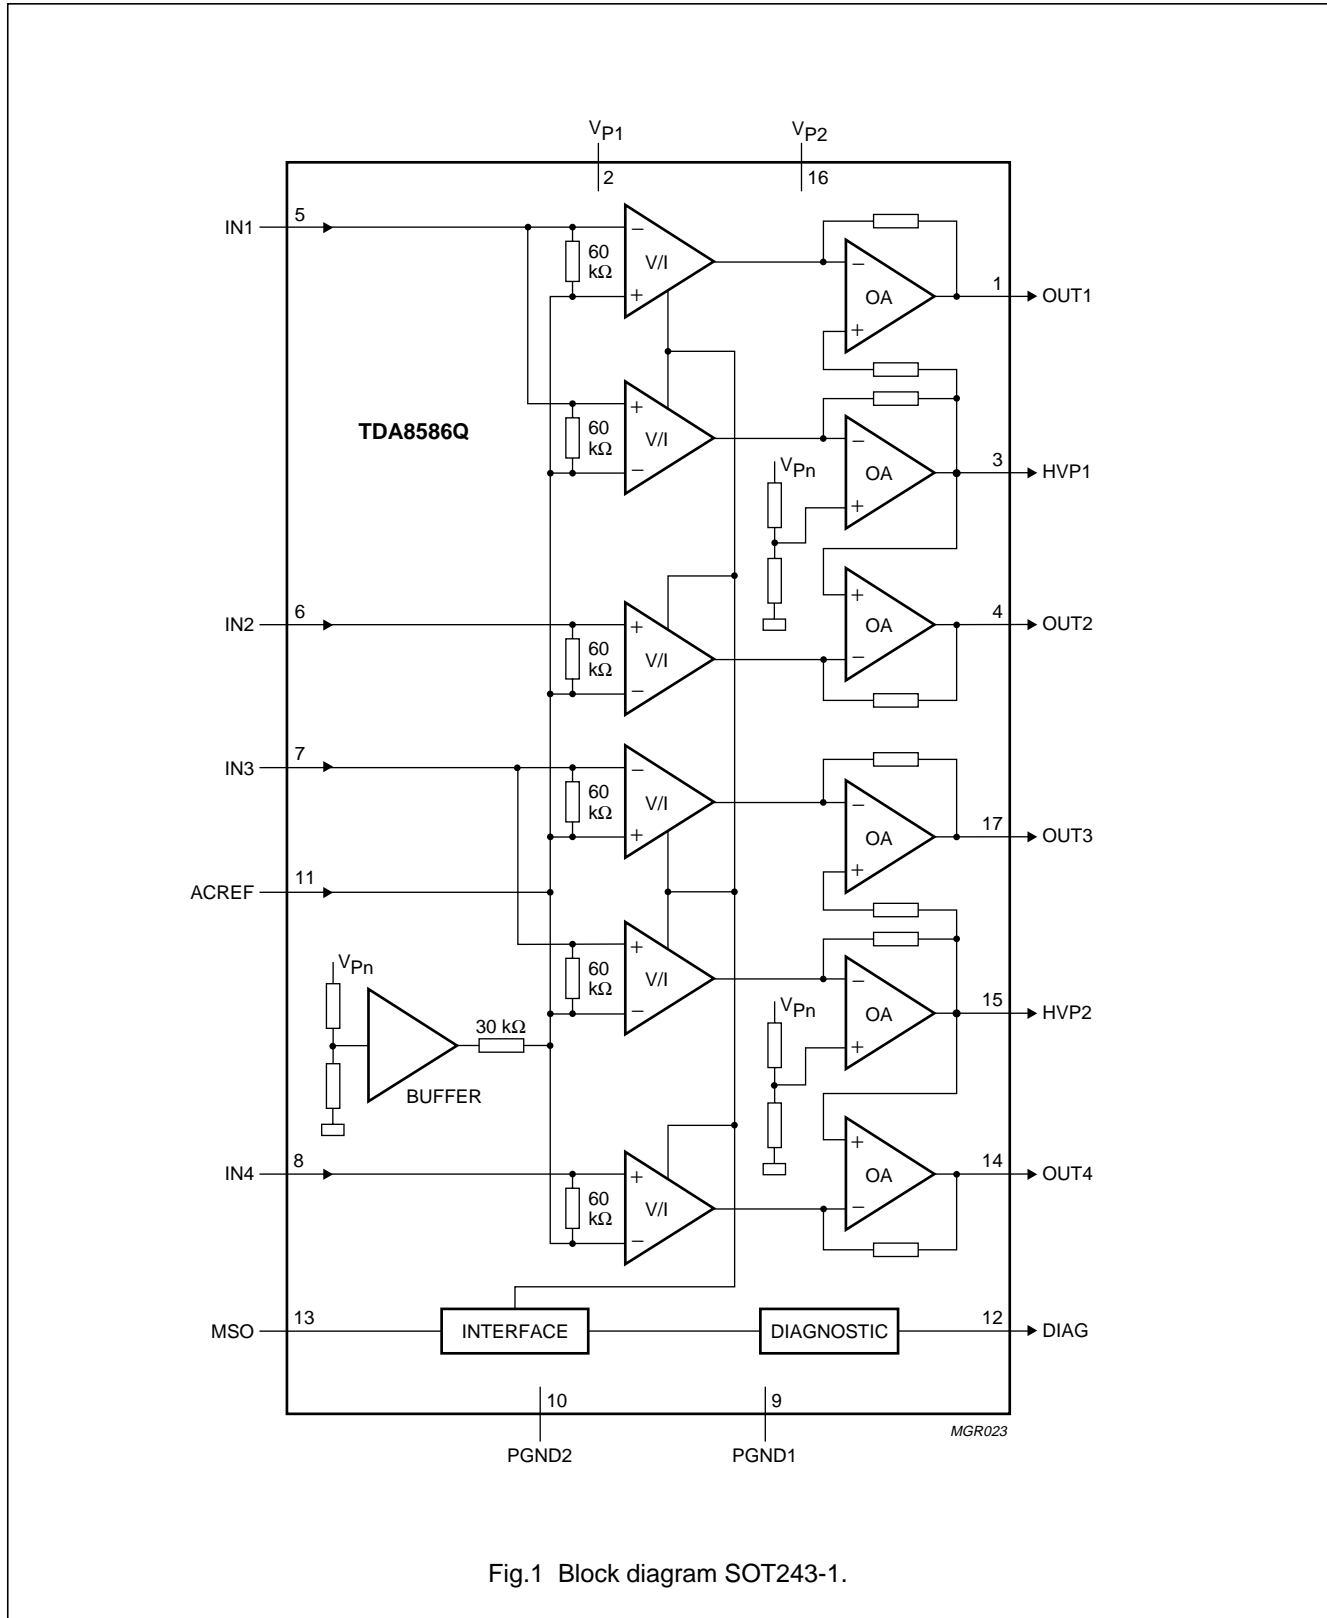 VP1
VP2
2
16
IN1
5
−
60
kΩ
V/I
+
−
OA
+
1
OUT1
TDA8586Q
+
60
kΩ
V/I
−
VPn
−
OA
+
3
HVP1
IN2
6
+
60
kΩ
V/I
−
+
OA
−
4
OUT2
IN3
7
−
60
kΩ
V/I
+
−
OA
+
17
OUT3
ACREF
11
VPn
BUFFER
30 kΩ
+
60
kΩ
V/I
−
VPn
−
OA
+
15
HVP2
IN4
8
+
60
kΩ
V/I
−
+
OA
−
14
OUT4
MSO
13
INTERFACE
DIAGNOSTIC
12
DIAG
10
9
MGR023
PGND2
PGND1
Fig.1 Block diagram SOT243-1.